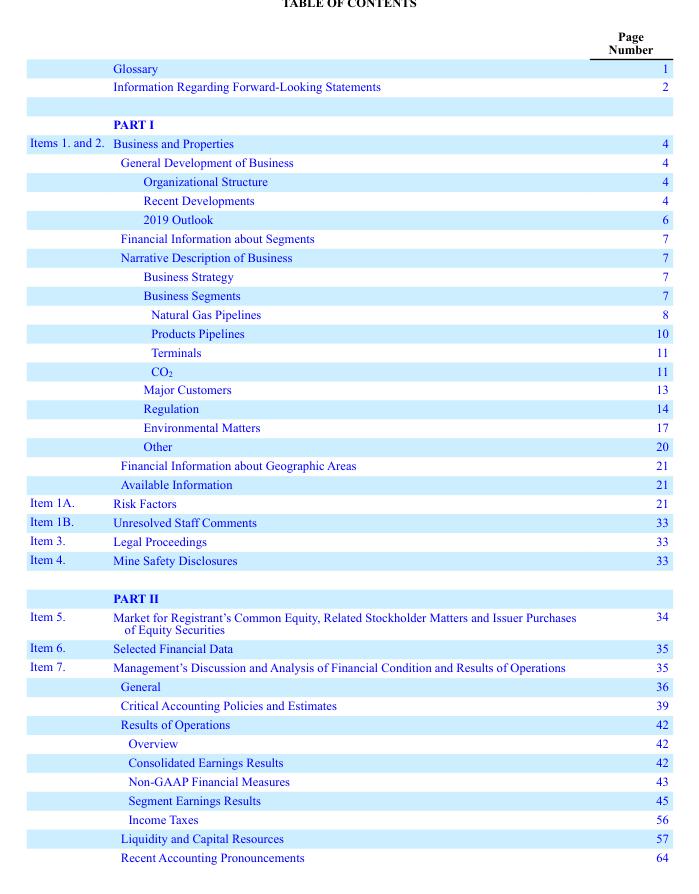 TABLE OF CONTENTS
Page
Number
Glossary 1
Information Regarding Forward-Looking Statements 2
PART I
Items 1. and 2. Business and Properties 4
General Development of Business 4
Organizational Structure 4
Recent Developments 4
2019 Outlook 6
Financial Information about Segments 7
Narrative Description of Business 7
Business Strategy 7
Business Segments 7
Natural Gas Pipelines 8
Products Pipelines 10
Terminals 11
CO₂ 11
Major Customers 13
Regulation 14
Environmental Matters 17
Other 20
Financial Information about Geographic Areas 21
Available Information 21
Item 1A. Risk Factors 21
Item 1B. Unresolved Staff Comments 33
Item 3. Legal Proceedings 33
Item 4. Mine Safety Disclosures 33
PART II
Item 5. Market for Registrant’s Common Equity, Related Stockholder Matters and Issuer Purchases 34
of Equity Securities
Item 6. Selected Financial Data 35
Item 7. Management’s Discussion and Analysis of Financial Condition and Results of Operations 35
General 36
Critical Accounting Policies and Estimates 39
Results of Operations 42
Overview 42
Consolidated Earnings Results 42
Non-GAAP Financial Measures 43
Segment Earnings Results 45
Income Taxes 56
Liquidity and Capital Resources 57
Recent Accounting Pronouncements 64